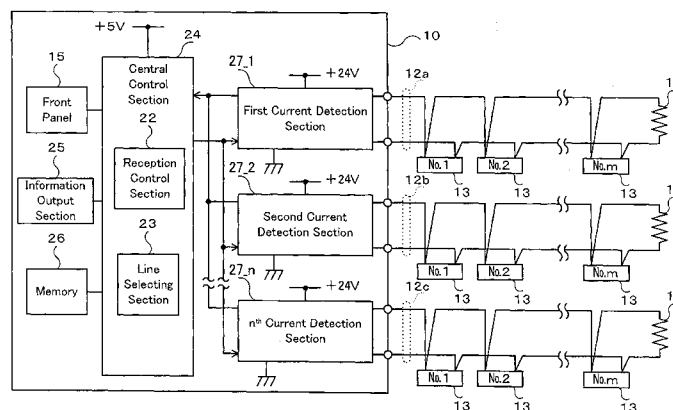 +5V
24
10
15
Front
Panel
Central
Control
Section
22
Reception
Control
Section
25
Information
Output
Section
23
Line
Selecting
Section
26
Memory
27_1
+24V
First Current Detection
Section
12a
No.1
No.2
No.m
13
13
13
1
27_2
+24V
Second Current
Detection Section
12b
No.1
No.2
No.m
13
13
13
1
27_n
+24V
nth Current Detection
Section
12c
No.1
No.2
No.m
13
13
13
1